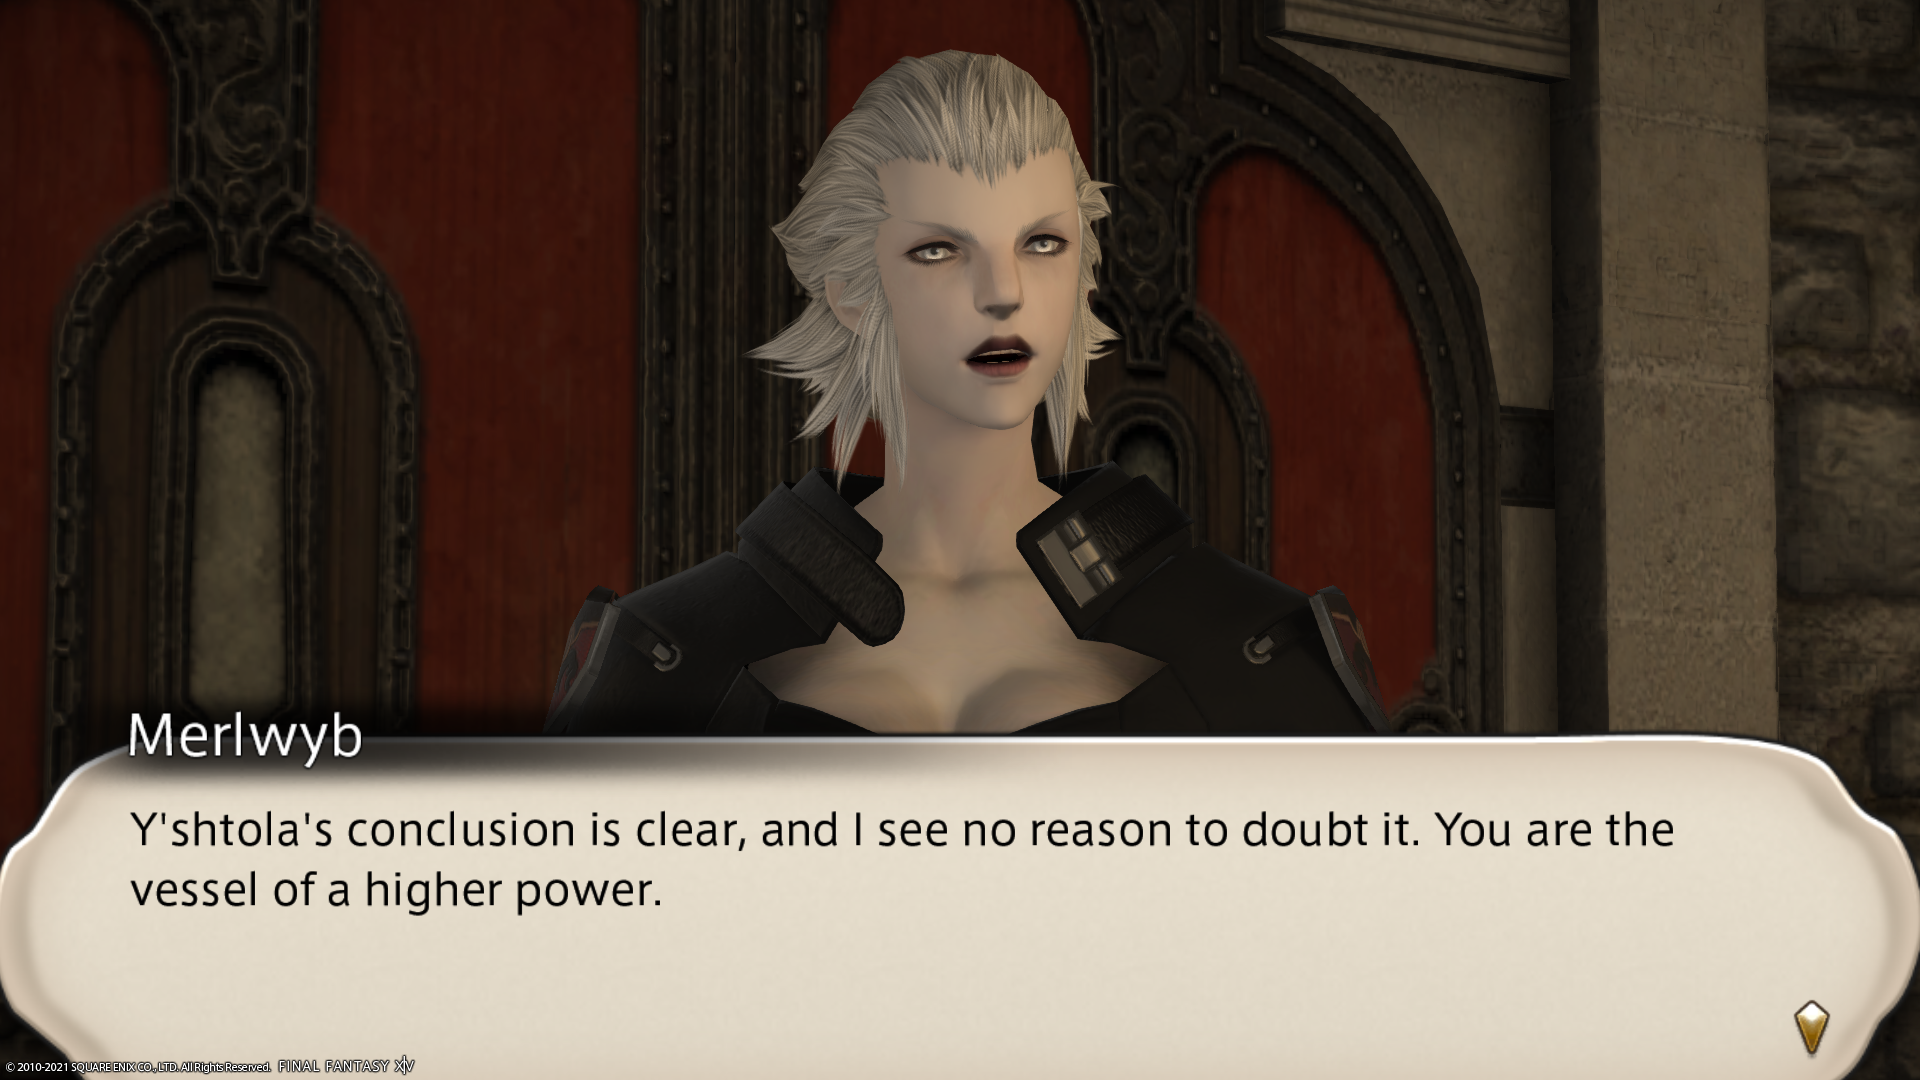 Merlwyb
Y'shtola's conclusion is clear, and I see no reason to doubt it. You are the
vessel of a higher power.
© 2010-2021 SQUARE ENIX CO., LTD. All Rights Reserved. FINAL FANTASY XIV